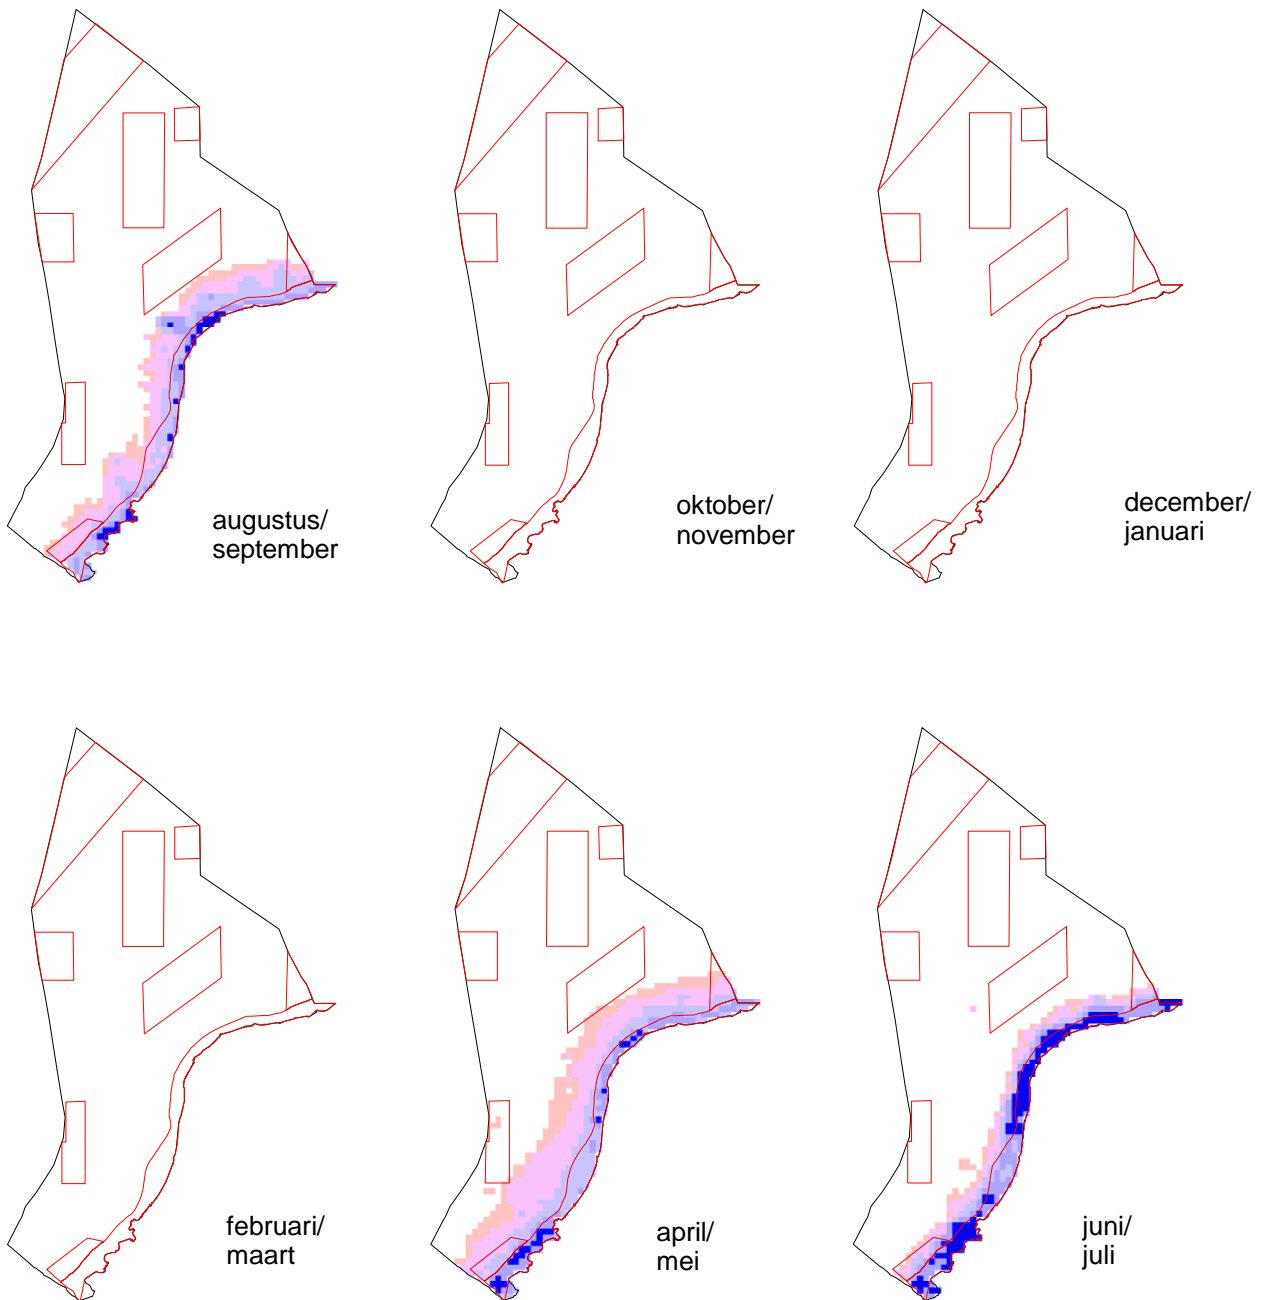 augustus/
september
oktober/
november
december/
januari
februari/
maart
april/
mei
juni/
juli